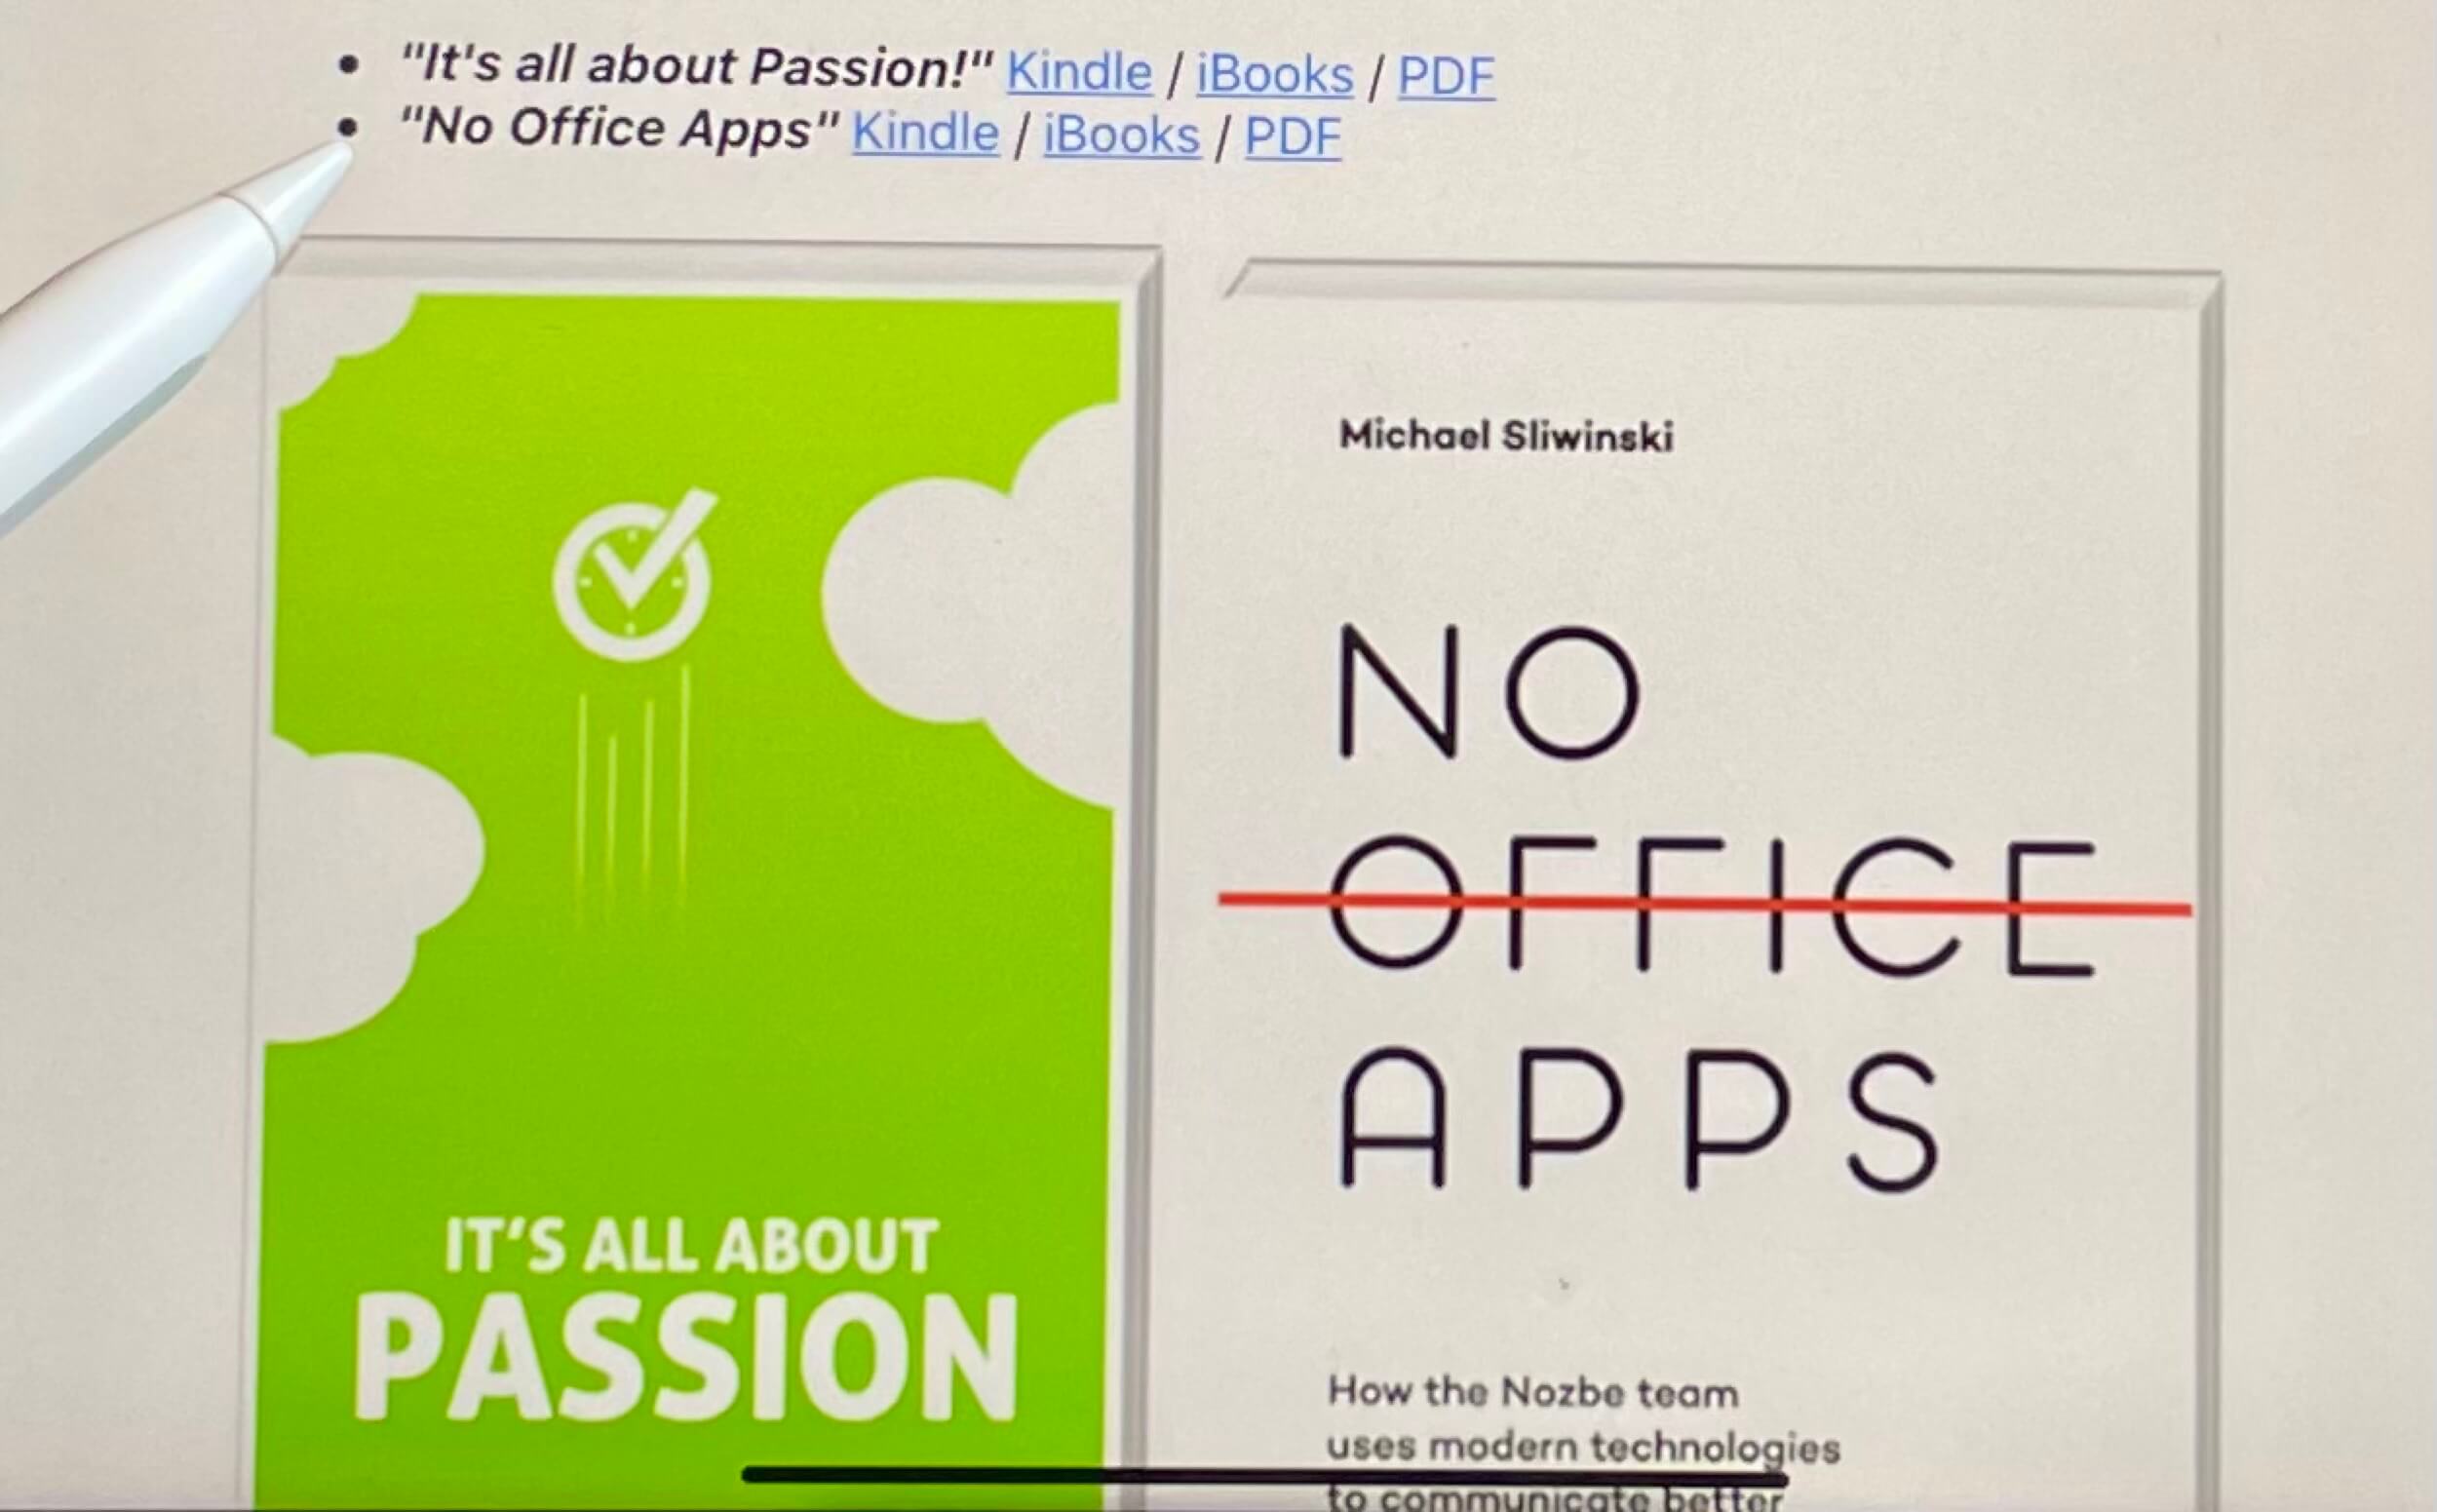 • "It's all about Passion!" Kindle / iBooks / PDF
• "No Office Apps" Kindle / iBooks / PDF
IT'S ALL ABOUT
PASSION
Michael Sliwinski
NO
OFFICE
APPS
How the Nozbe team
uses modern technologies
to communicate better